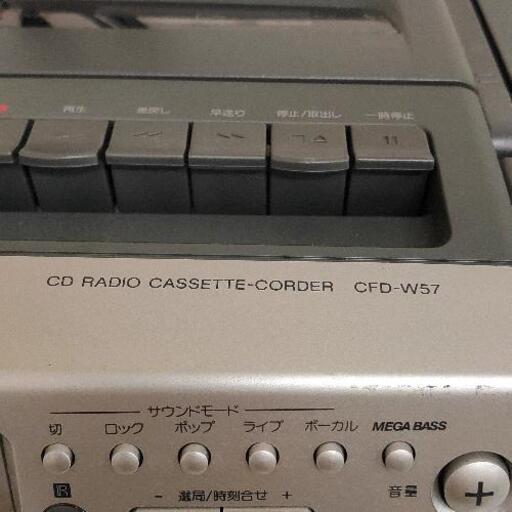 再生 巻戻し 早送り 停止/取出し 一時停止
CD RADIO CASSETTE-CORDER CFD-W57
サウンドモード
切 ロック ポップ ライブ ボーカル MEGA BASS
R 音量
− 選局/時刻合せ +